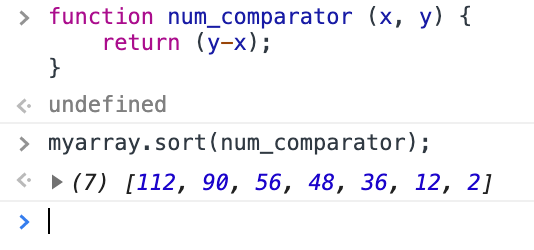 > function num_comparator (x, y) {
return (y-x);
}
<· undefined
> myarray.sort(num_comparator);
<· ▶ (7) [112, 90, 56, 48, 36, 12, 2]
>